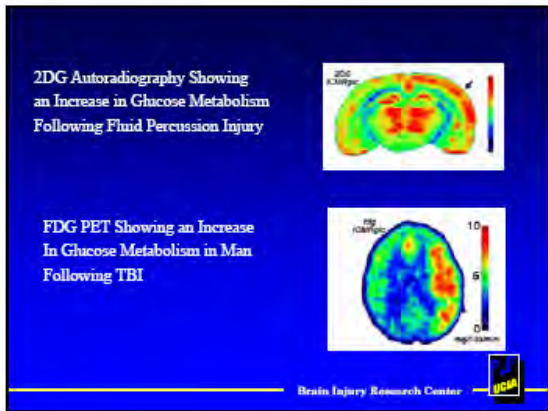 2DG Autoradiography Showing
an Increase in Glucose Metabolism
Following Fluid Percussion Injury
FDG PET Showing an Increase
In Glucose Metabolism in Man
Following TBI
10
5
0
Brain Injury Research Center
UCLA